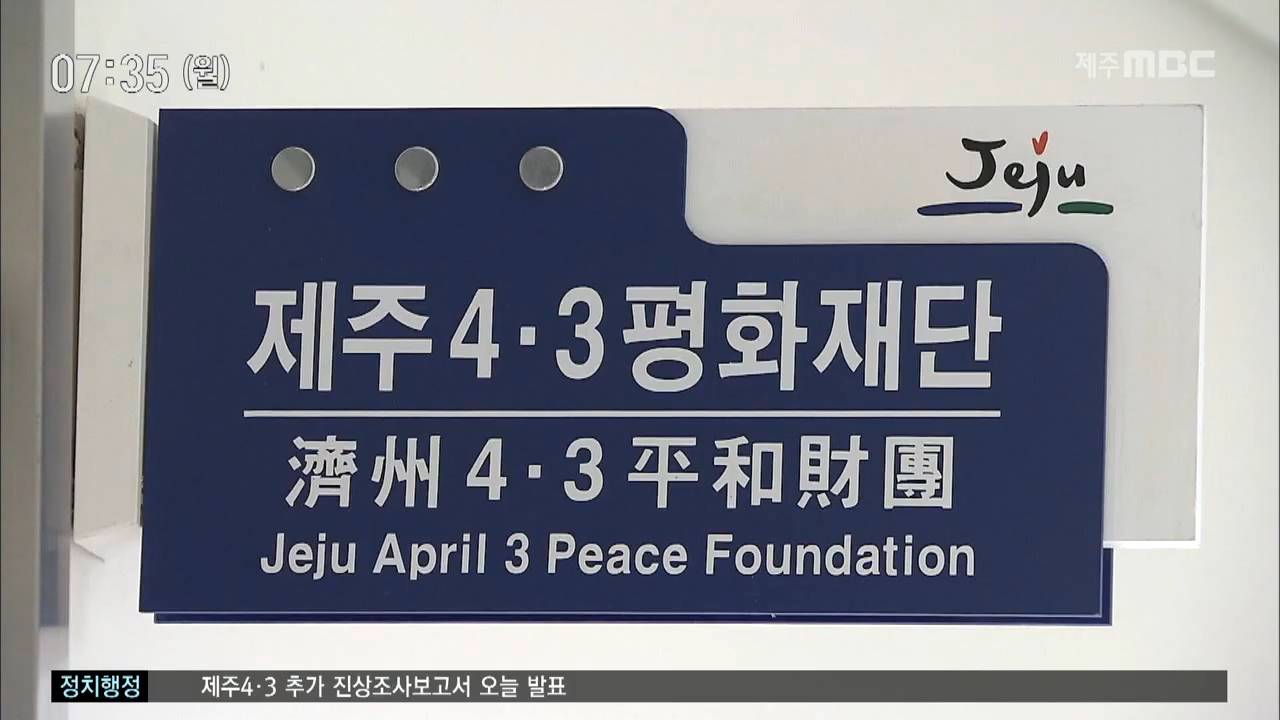 07:35 (월)
제주MBC
Jeju
제주4·3평화재단
濟州 4·3 平和財團
Jeju April 3 Peace Foundation
정치행정 제주4·3 추가 진상조사보고서 오늘 발표